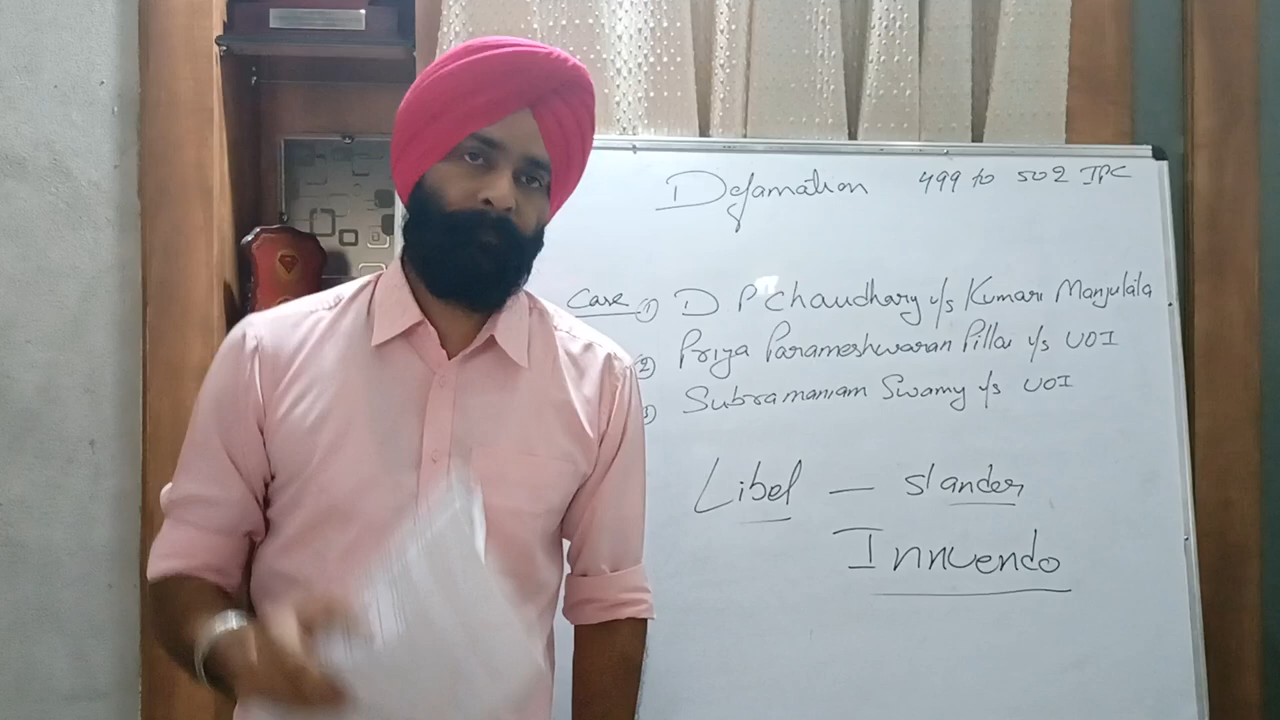 Defamation 499 to 502 IPC
Case ① D P Chaudhary v/s Kumari Manjulata
② Priya Parameshwaran Pillai v/s UOI
③ Subramaniam Swamy v/s UOI
Libel — Slander
Innuendo